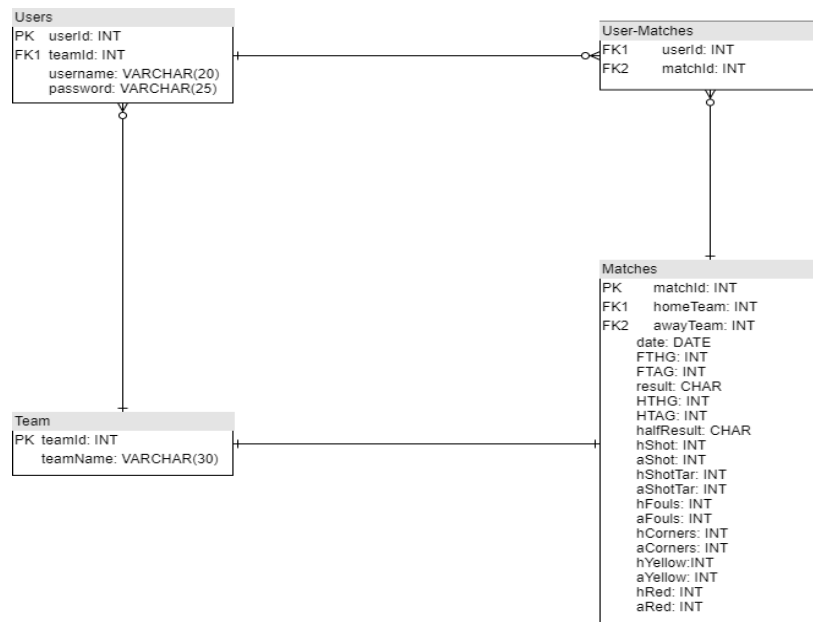 Users
PK userId: INT
FK1 teamId: INT
username: VARCHAR(20)
password: VARCHAR(25)
User-Matches
FK1 userId: INT
FK2 matchId: INT
Matches
PK matchId: INT
FK1 homeTeam: INT
FK2 awayTeam: INT
date: DATE
FTHG: INT
FTAG: INT
result: CHAR
HTHG: INT
HTAG: INT
halfResult: CHAR
hShot: INT
aShot: INT
hShotTar: INT
aShotTar: INT
hFouls: INT
aFouls: INT
hCorners: INT
aCorners: INT
hYellow:INT
aYellow: INT
hRed: INT
aRed: INT
Team
PK teamId: INT
teamName: VARCHAR(30)